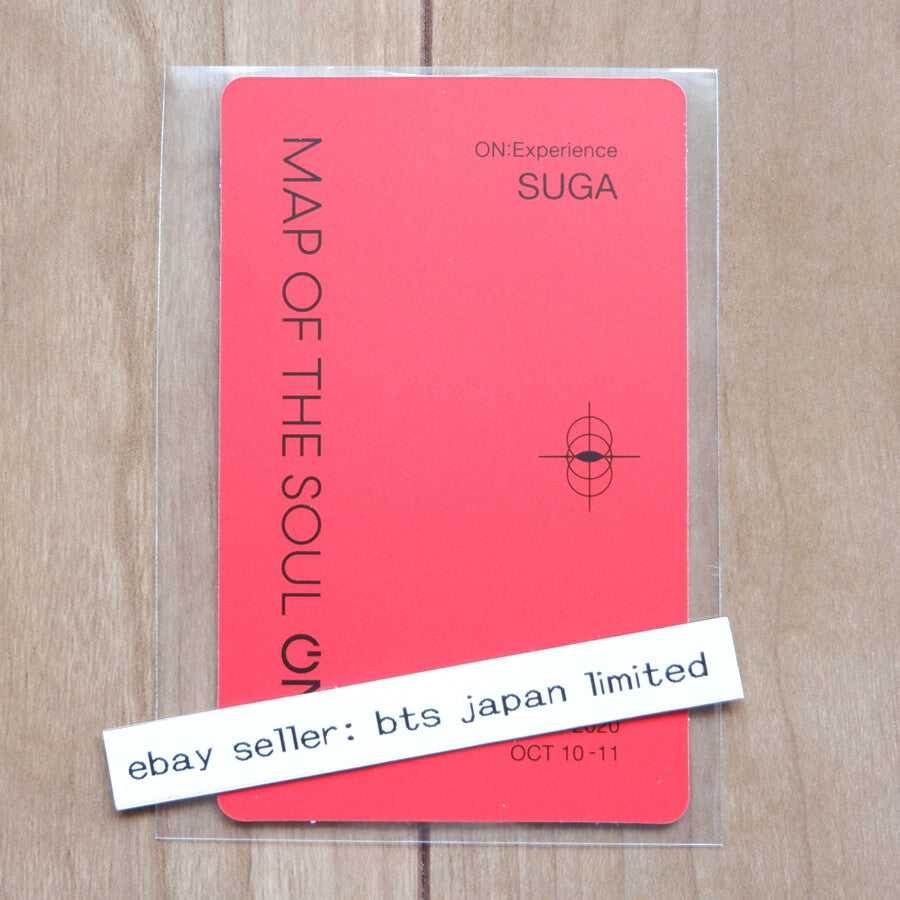 ON:Experience
SUGA
MAP OF THE SOUL ON
ebay seller: bts japan limited
2020
OCT 10 -11